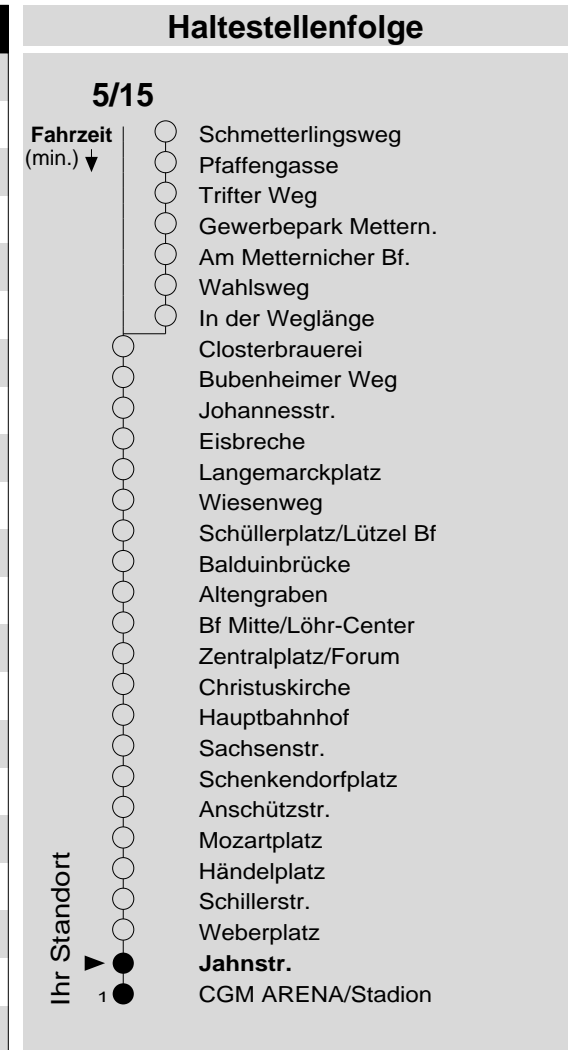 Haltestellenfolge
5/15
Fahrzeit
(min.)
Schmetterlingsweg
Pfaffengasse
Trifter Weg
Gewerbepark Mettern.
Am Metternicher Bf.
Wahlsweg
In der Weglänge
Closterbrauerei
Bubenheimer Weg
Johannesstr.
Eisbreche
Langemarckplatz
Wiesenweg
Schüllerplatz/Lützel Bf
Balduinbrücke
Altengraben
Bf Mitte/Löhr-Center
Zentralplatz/Forum
Christuskirche
Hauptbahnhof
Sachsenstr.
Schenkendorfplatz
Anschützstr.
Mozartplatz
Händelplatz
Schillerstr.
Weberplatz
Ihr Standort
Jahnstr.
1 CGM ARENA/Stadion